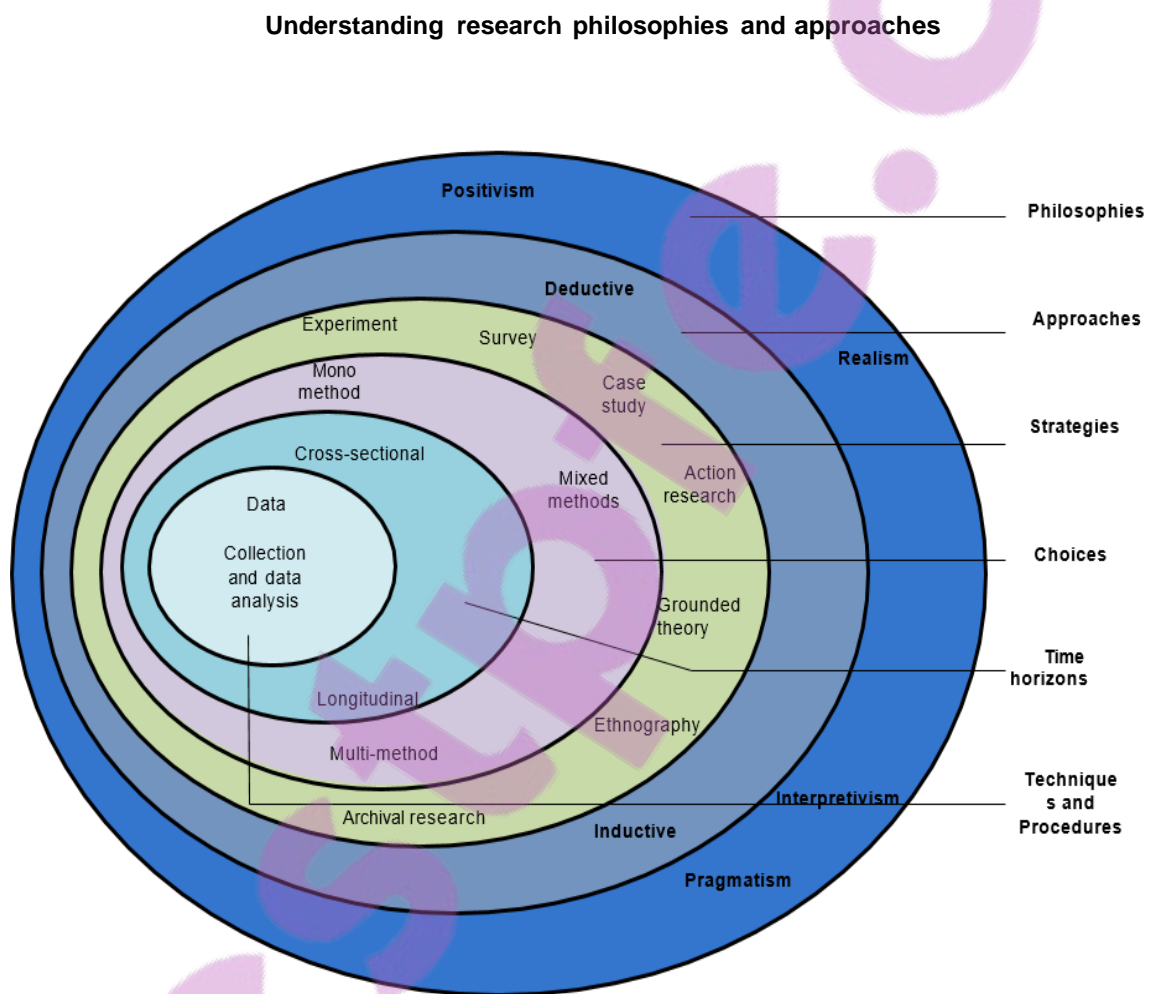 Understanding research philosophies and approaches
Positivism
Philosophies
Deductive
Approaches
Experiment
Survey
Realism
Mono
method
Case
study
Strategies
Cross-sectional
Mixed
methods
Action
research
Data
Collection
and data
analysis
Choices
Grounded
theory
Time
horizons
Longitudinal
Ethnography
Multi-method
Interpretivism
Technique
s and
Procedures
Archival research
Inductive
Pragmatism